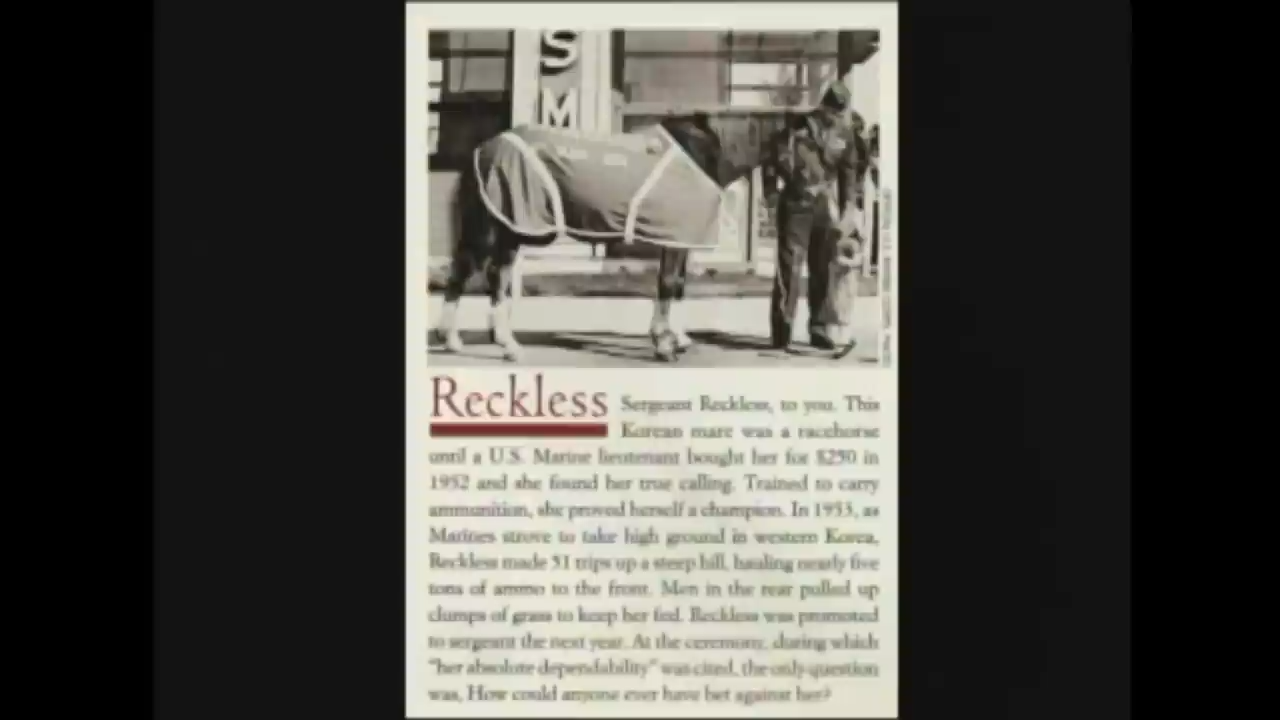 S
M
Reckless
Sergeant Reckless, to you. This
Korean mare was a racehorse
until a U.S. Marine lieutenant bought her for $250 in
1952 and she found her true calling. Trained to carry
ammunition, she proved herself a champion. In 1953, as
Marines strove to take high ground in western Korea,
Reckless made 51 trips up a steep hill, hauling nearly five
tons of ammo to the front. Men in the rear pulled up
clumps of grass to keep her fed. Reckless was promoted
to sergeant the next year. At the ceremony, during which
"her absolute dependability" was cited, the only question
was, How could anyone ever have bet against her?